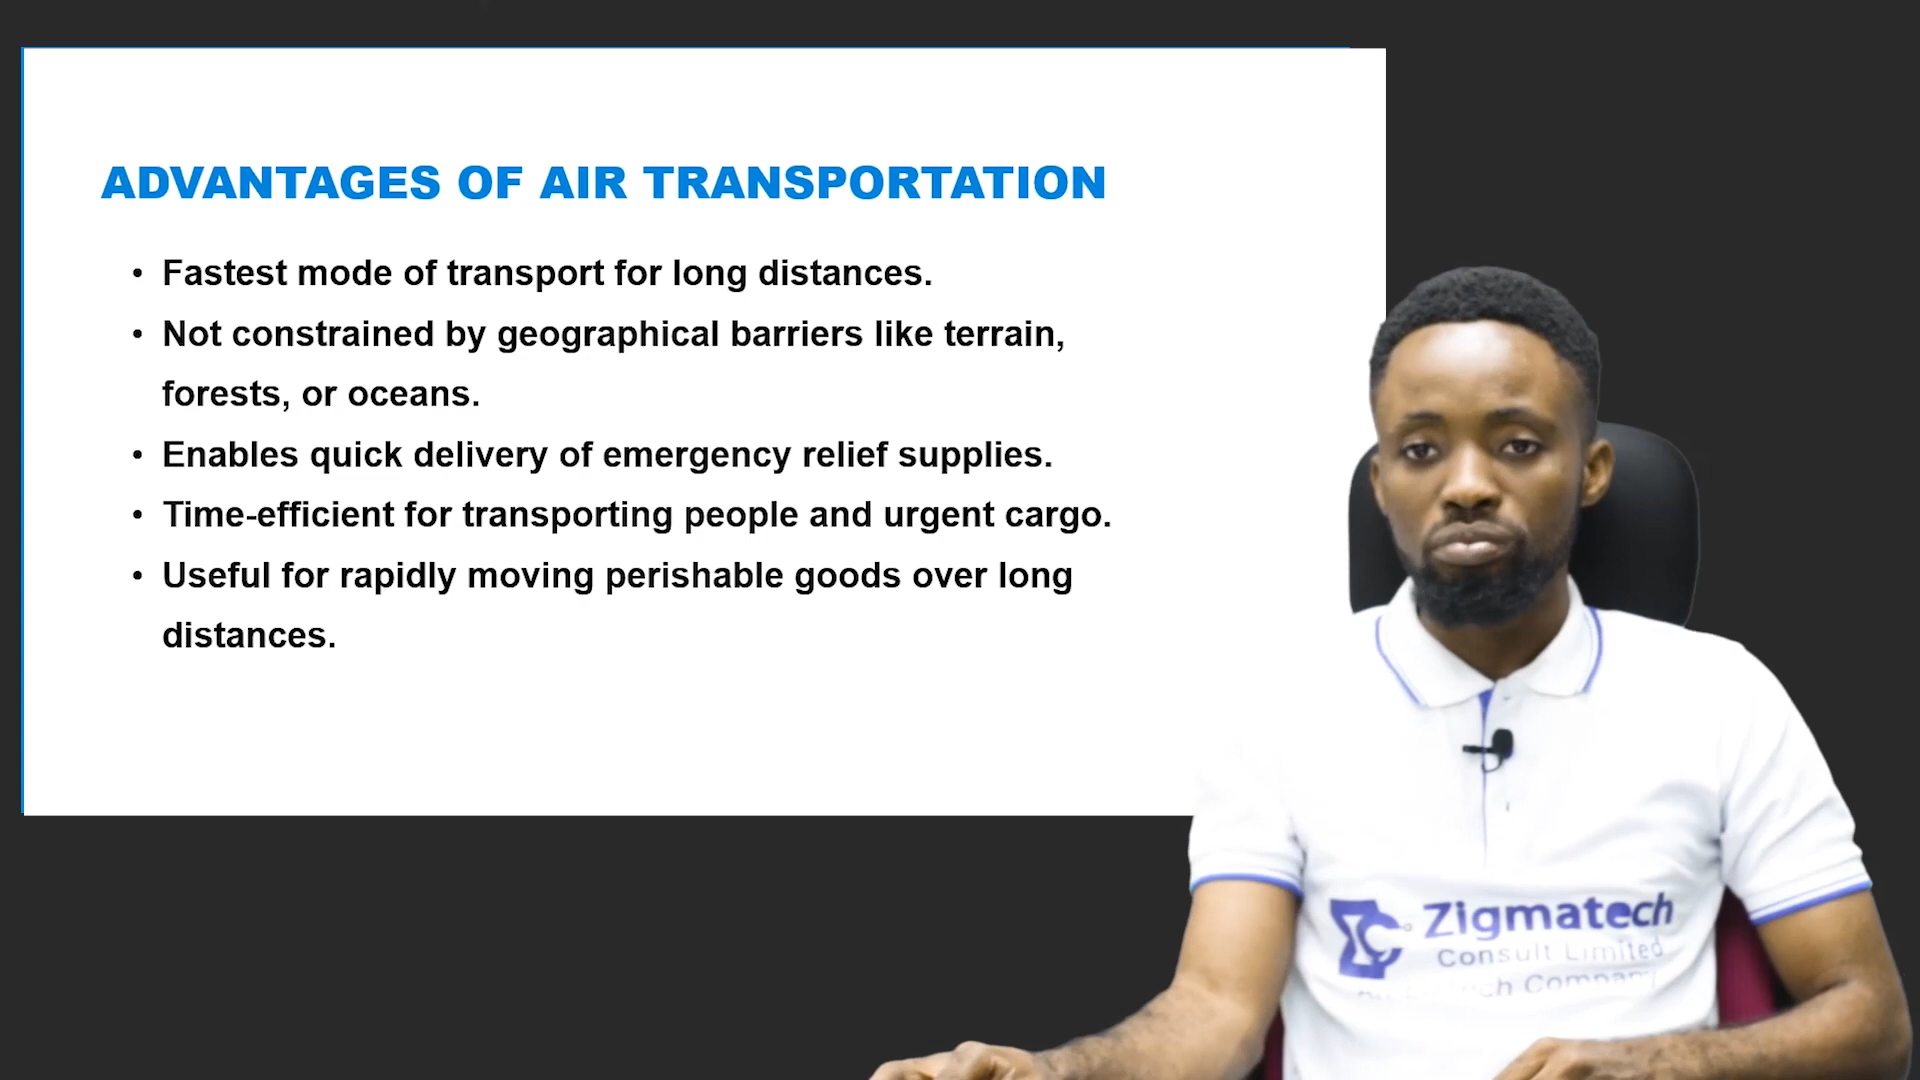 ADVANTAGES OF AIR TRANSPORTATION
• Fastest mode of transport for long distances.
• Not constrained by geographical barriers like terrain,
forests, or oceans.
• Enables quick delivery of emergency relief supplies.
• Time-efficient for transporting people and urgent cargo.
• Useful for rapidly moving perishable goods over long
distances.
Zigmatech
Consult Limited
Company